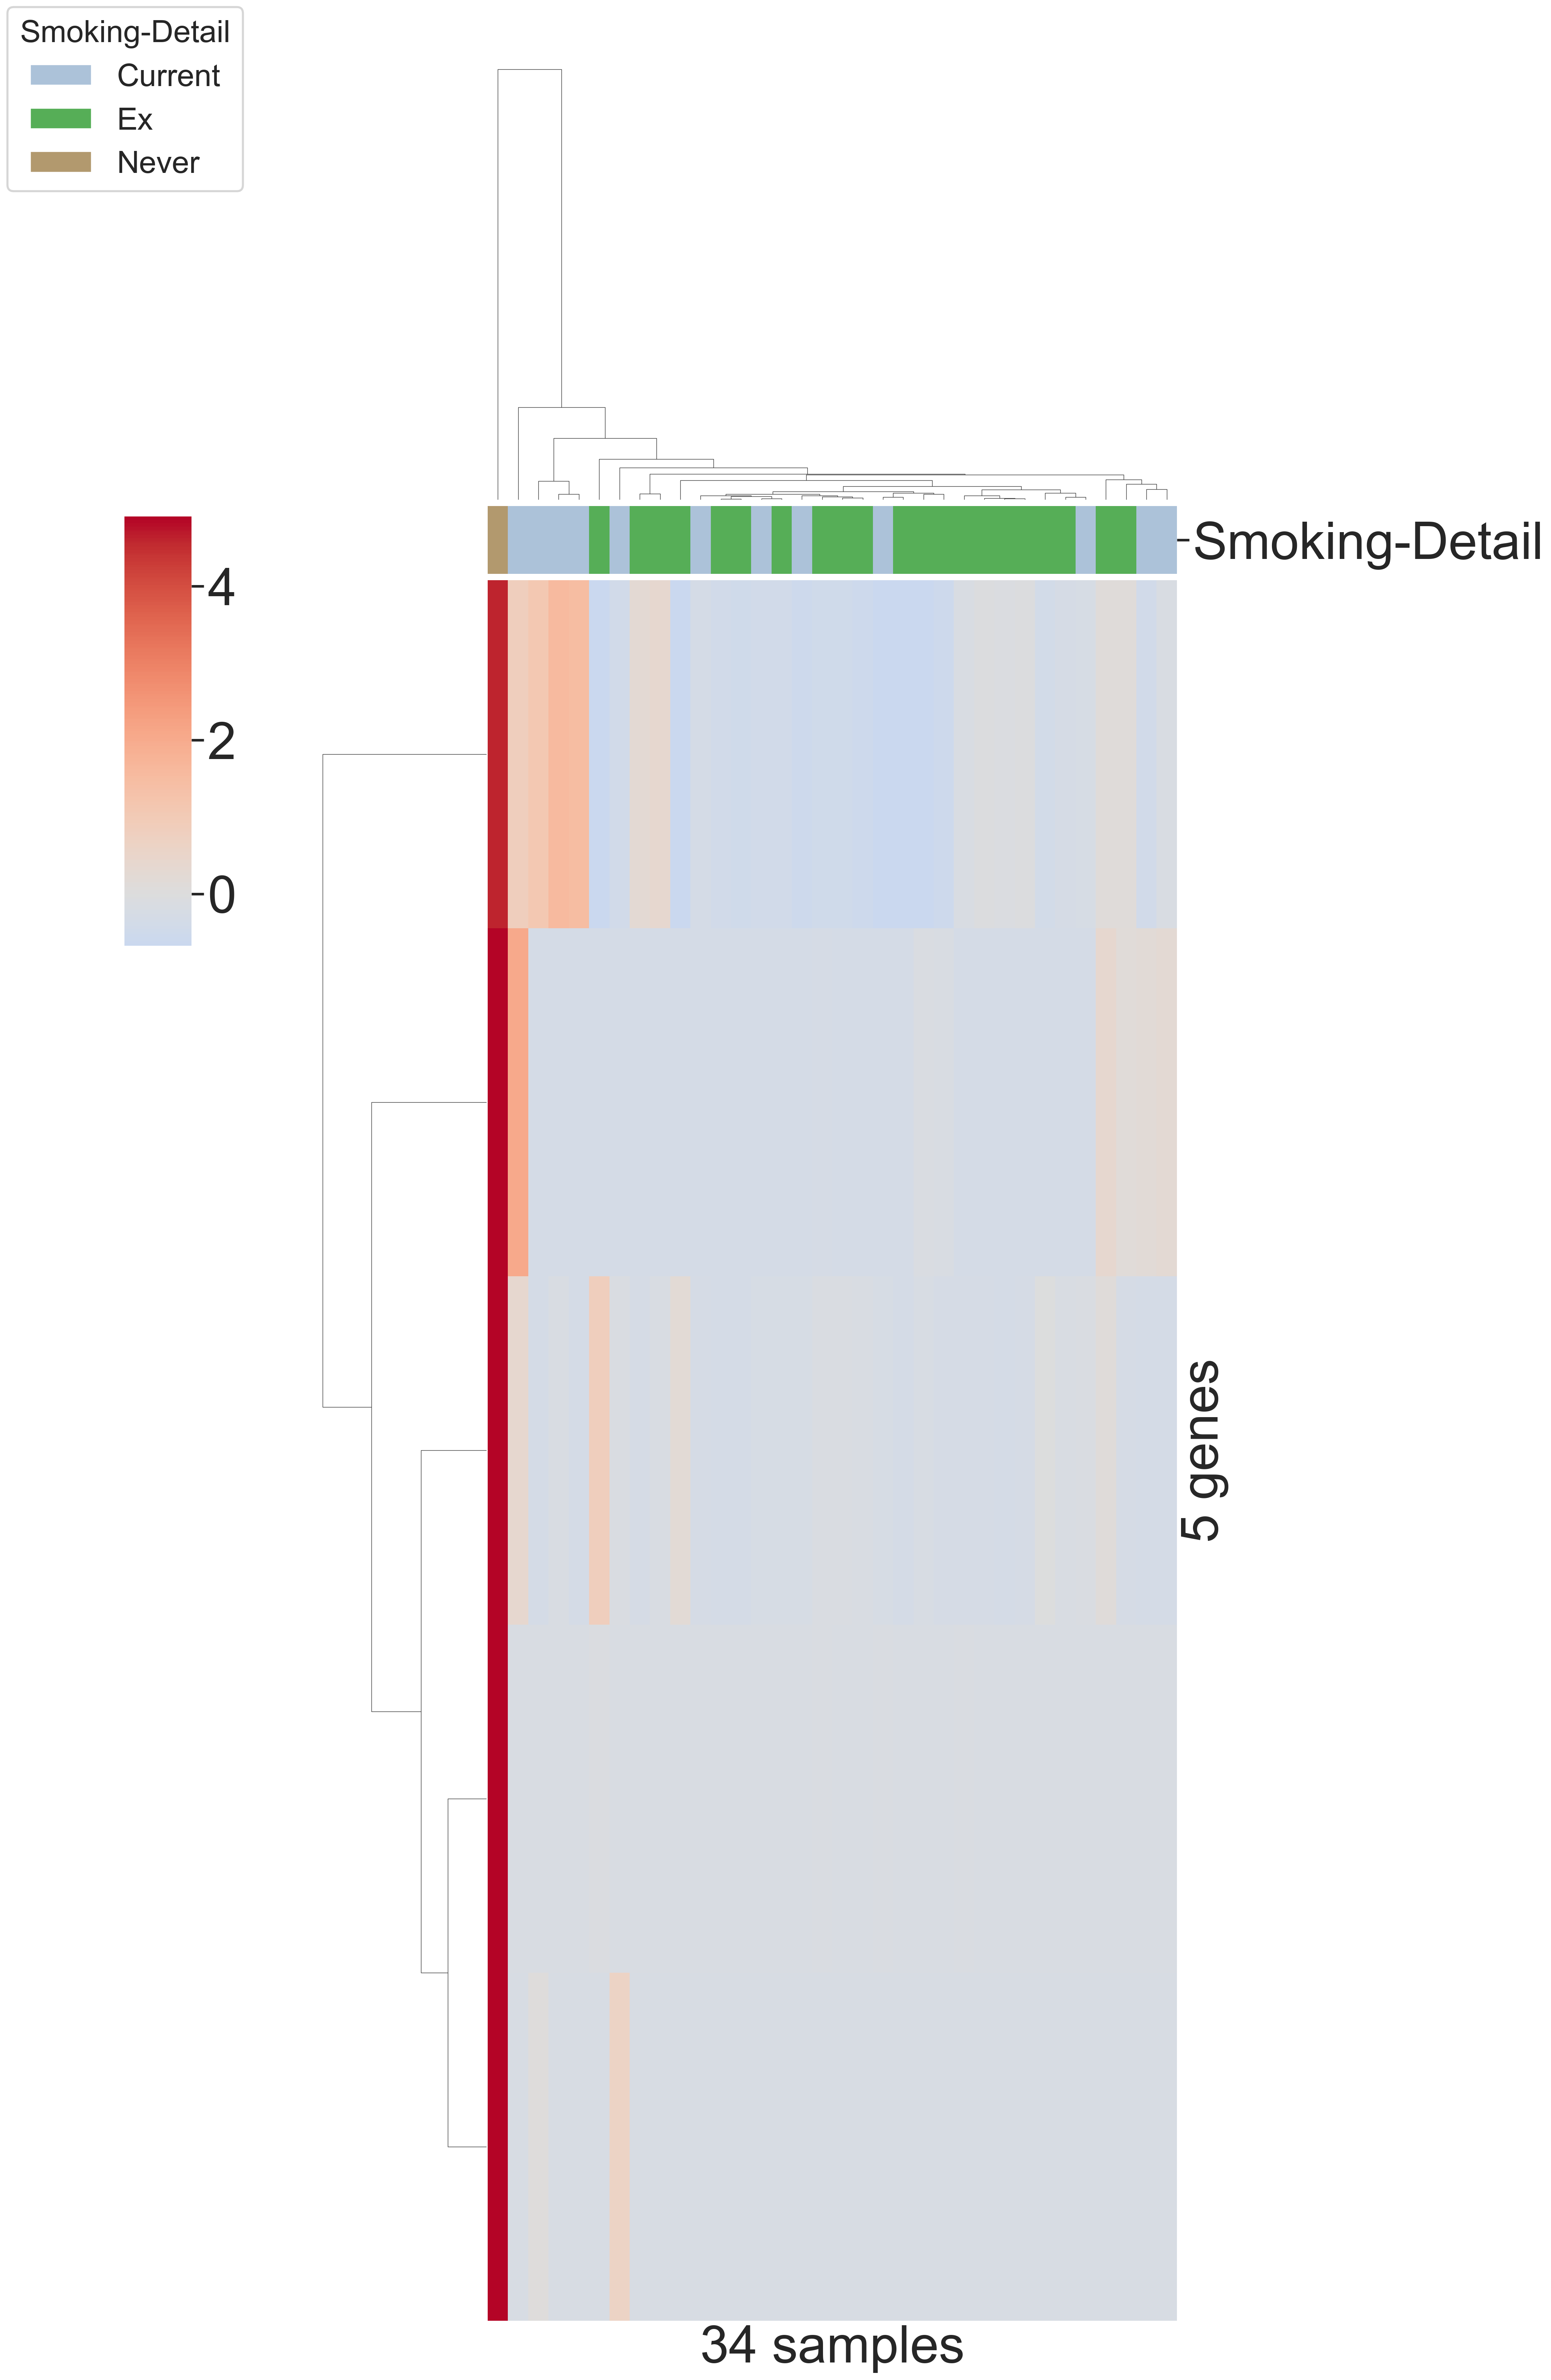 Smoking-Detail
Current
Ex
Never
Smoking-Detail
4
2
0
5 genes
34 samples